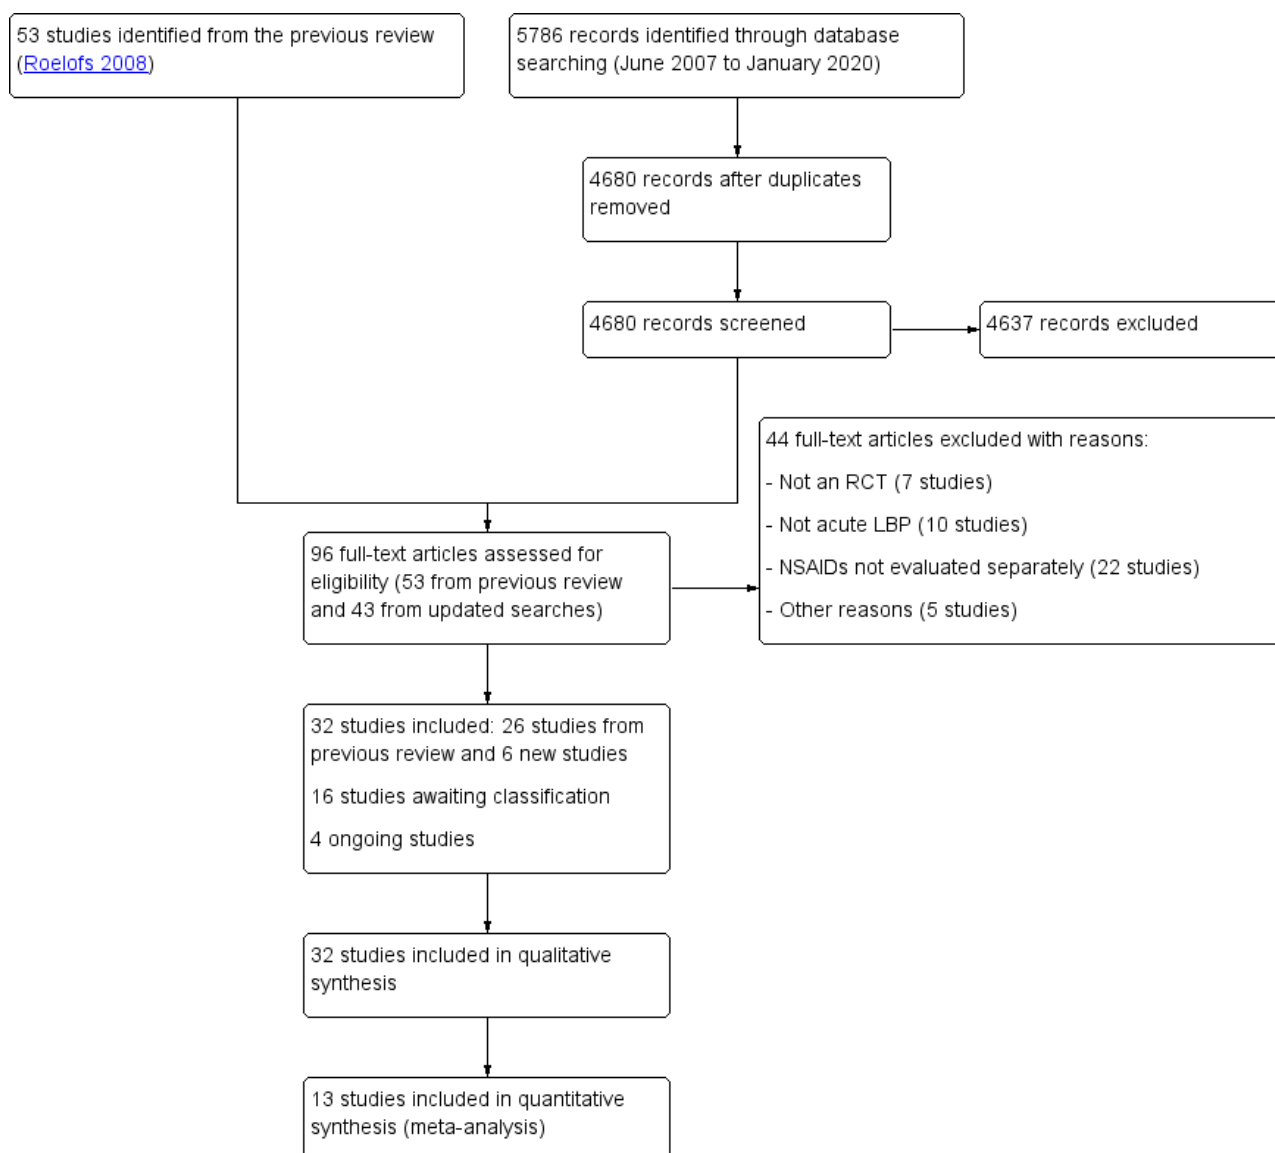 53 studies identified from the previous review
(Roelofs 2008)
5786 records identified through database
searching (June 2007 to January 2020)
4680 records after duplicates
removed
4680 records screened
4637 records excluded
44 full-text articles excluded with reasons:
- Not an RCT (7 studies)
- Not acute LBP (10 studies)
- NSAIDs not evaluated separately (22 studies)
- Other reasons (5 studies)
96 full-text articles assessed for
eligibility (53 from previous review
and 43 from updated searches)
32 studies included: 26 studies from
previous review and 6 new studies
16 studies awaiting classification
4 ongoing studies
32 studies included in qualitative
synthesis
13 studies included in quantitative
synthesis (meta-analysis)